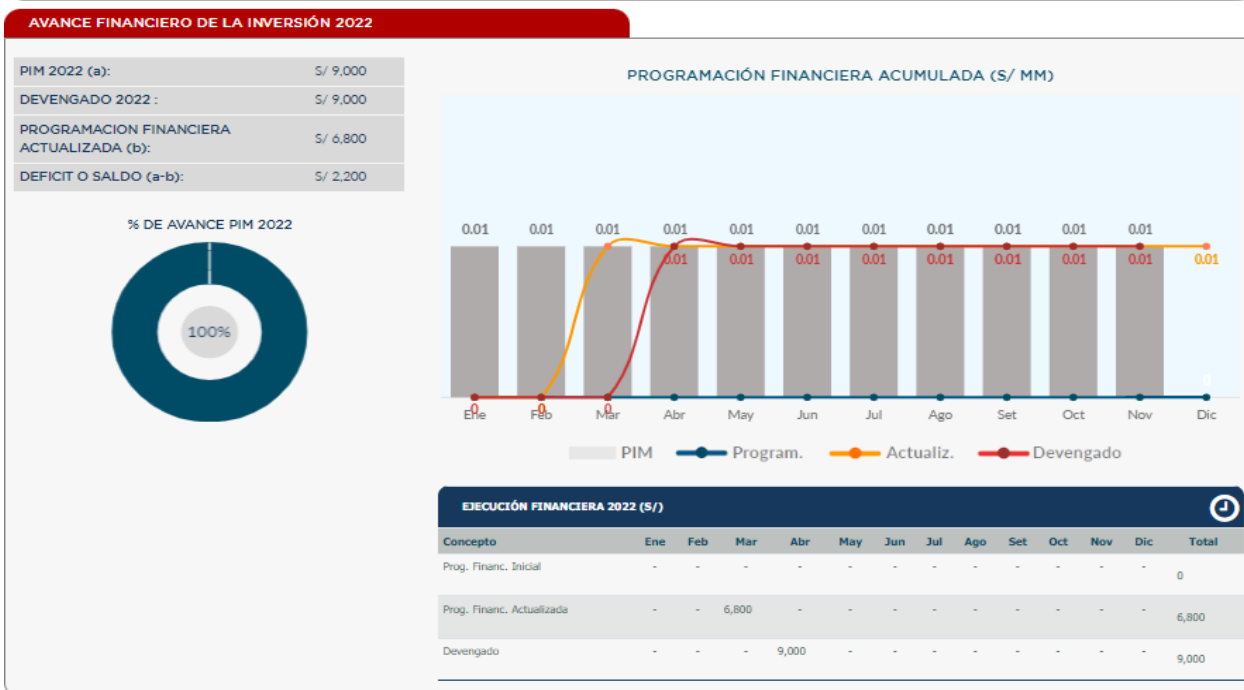 AVANCE FINANCIERO DE LA INVERSIÓN 2022
PIM 2022 (a): S/ 9,000
DEVENGADO 2022 : S/ 9,000
PROGRAMACION FINANCIERA
ACTUALIZADA (b): S/ 6,800
DEFICIT O SALDO (a-b): S/ 2,200
% DE AVANCE PIM 2022
100%
PROGRAMACIÓN FINANCIERA ACUMULADA (S/ MM)
0.01 0.01 0.01 0.01 0.01 0.01 0.01 0.01 0.01 0.01 0.01
0.01 0.01 0.01 0.01 0.01 0.01 0.01 0.01 0.01
0
0 0 0
Ene Feb Mar Abr May Jun Jul Ago Set Oct Nov Dic
PIM Program. Actualiz. Devengado
EJECUCIÓN FINANCIERA 2022 (S/)
Concepto Ene Feb Mar Abr May Jun Jul Ago Set Oct Nov Dic Total
Prog. Financ. Inicial - - - - - - - - - - - - 0
Prog. Financ. Actualizada - - 6,800 - - - - - - - - - 6,800
Devengado - - - 9,000 - - - - - - - - 9,000